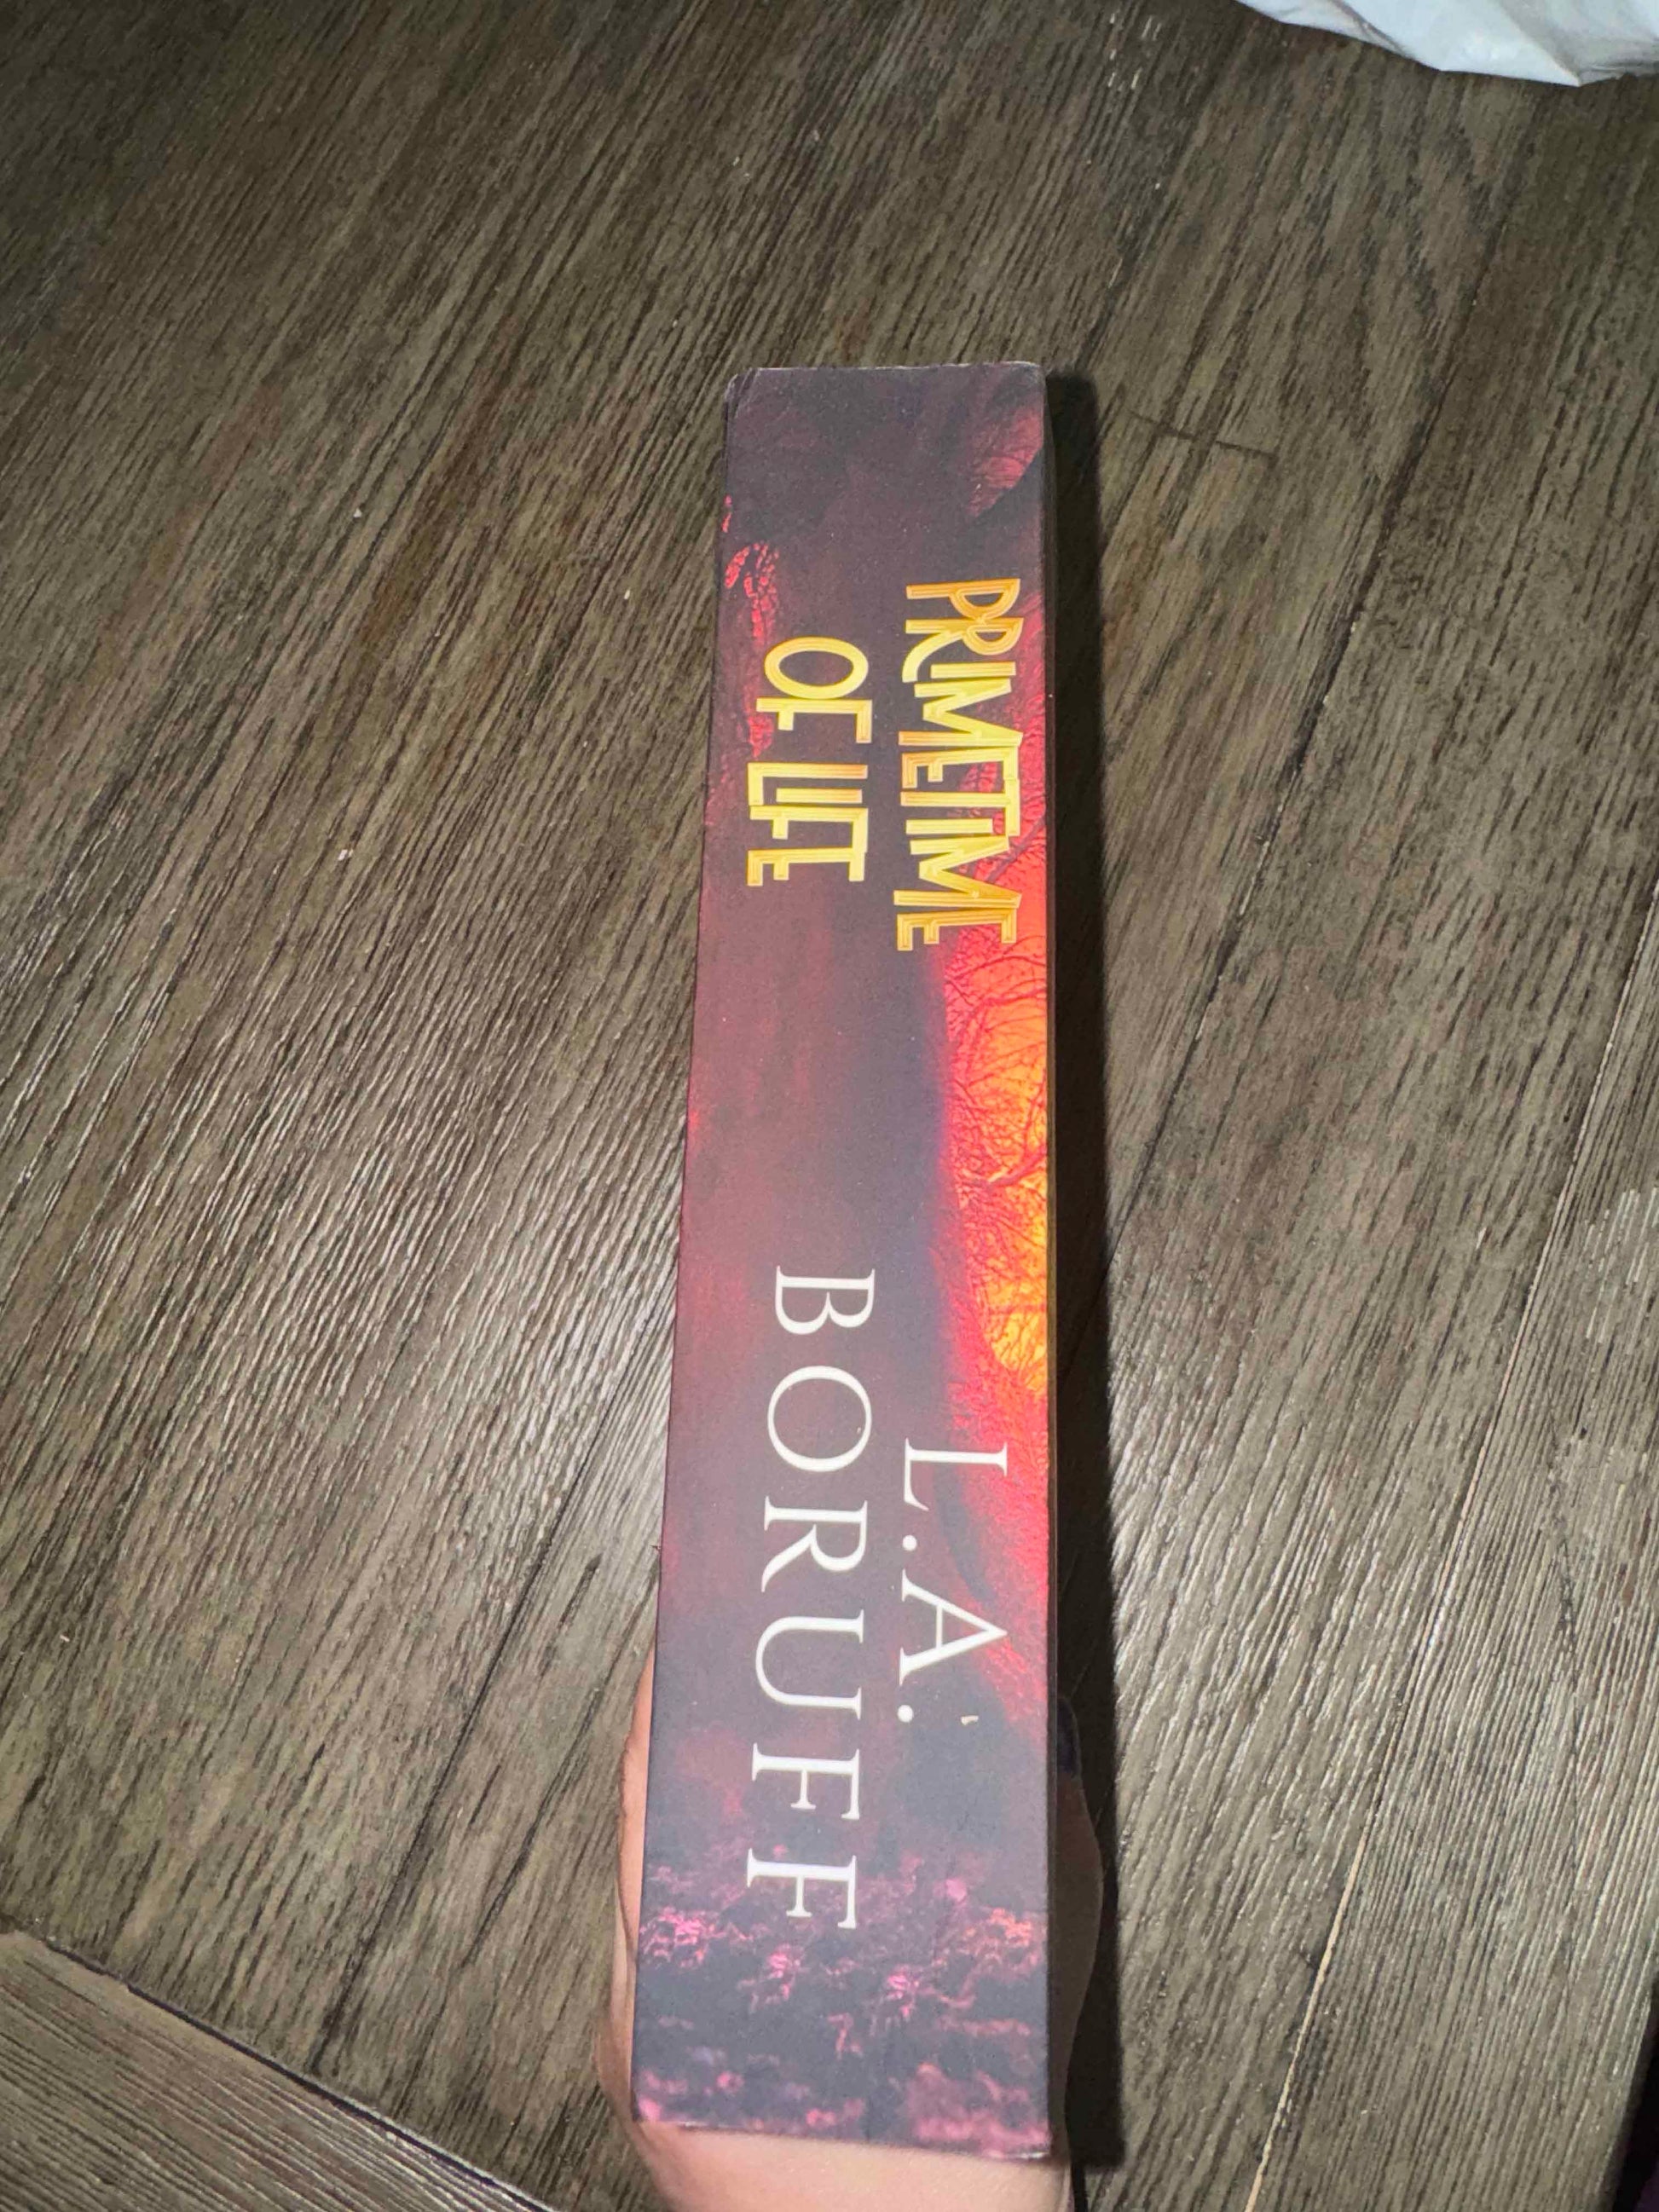 PRIMETIME
OF LIFE
L.A.
BORUFF